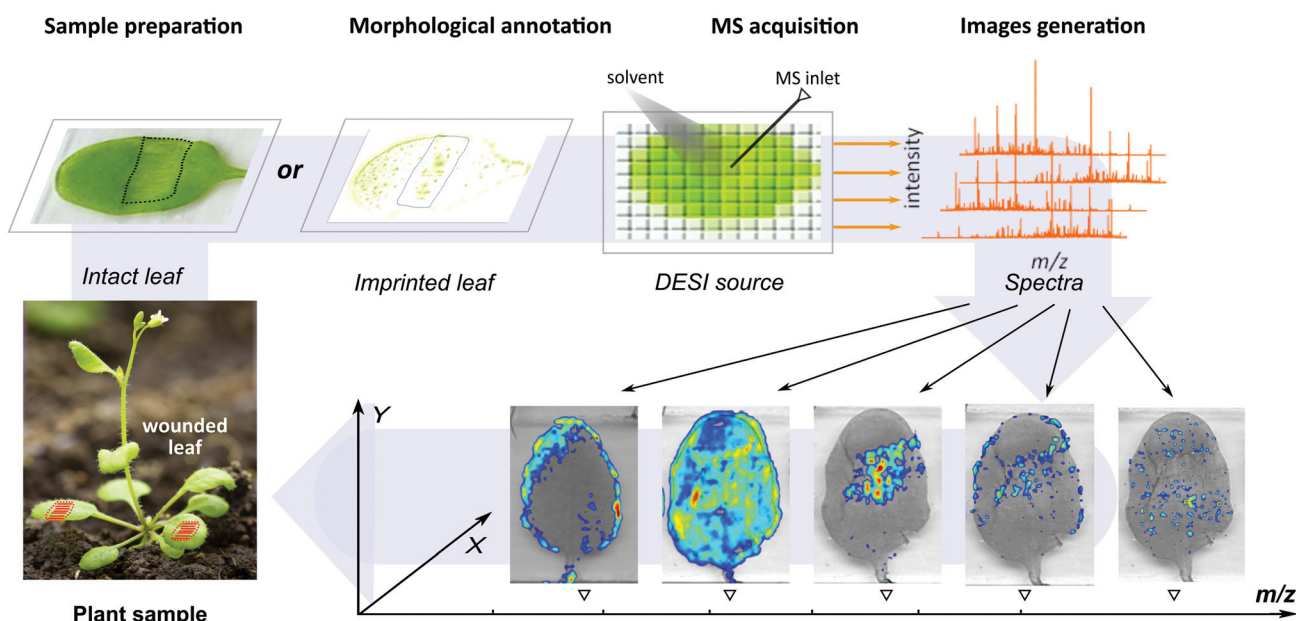 Sample preparation
Morphological annotation
MS acquisition
Images generation
solvent
MS inlet
or
intensity
m/z
Intact leaf
Imprinted leaf
DESI source
Spectra
wounded
leaf
Y
X
m/z
Plant sample